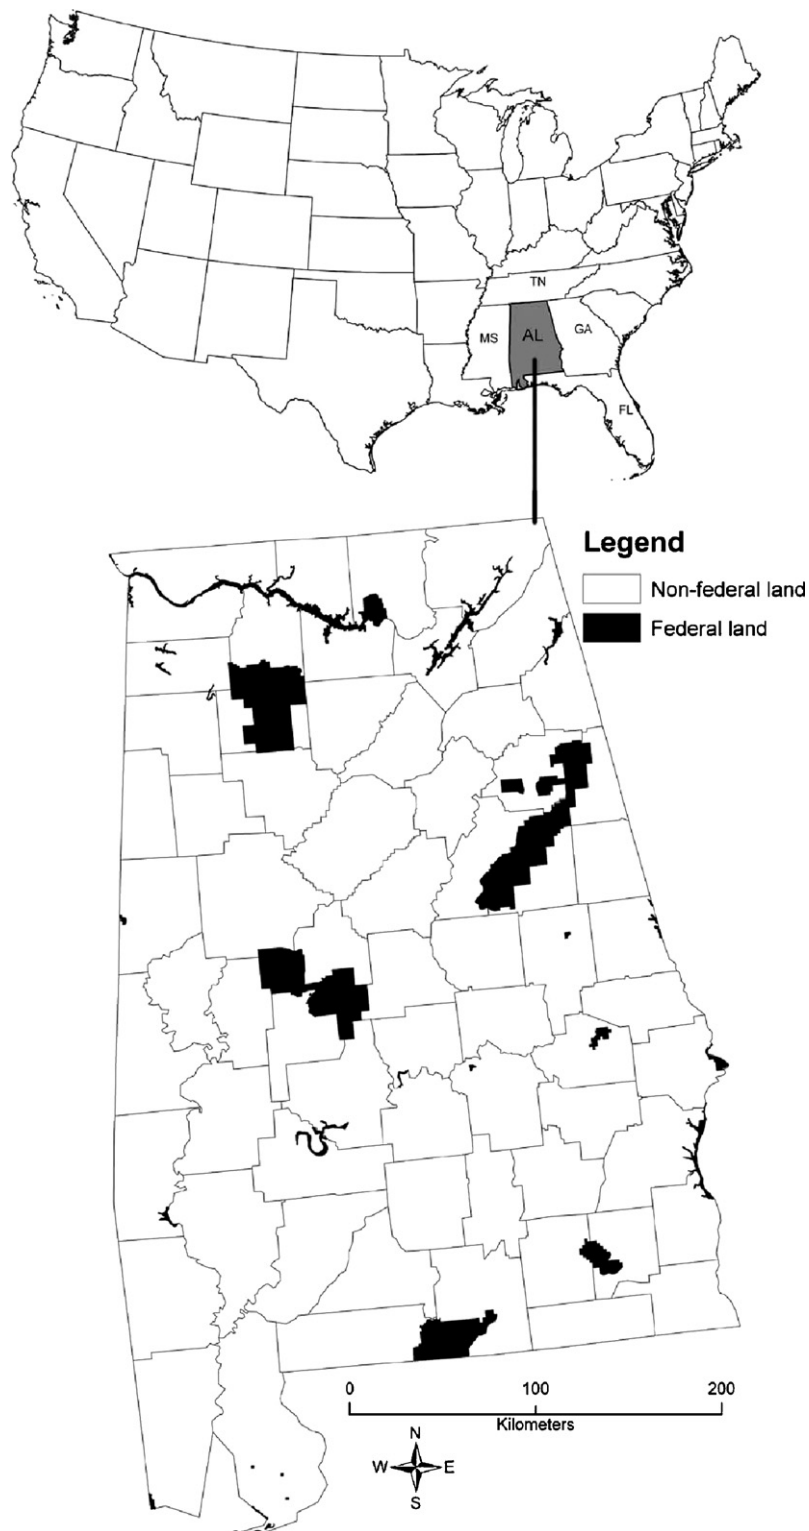 TN
MS
AL
GA
FL
Legend
Non-federal land
Federal land
0
100
200
Kilometers
N
W
E
S